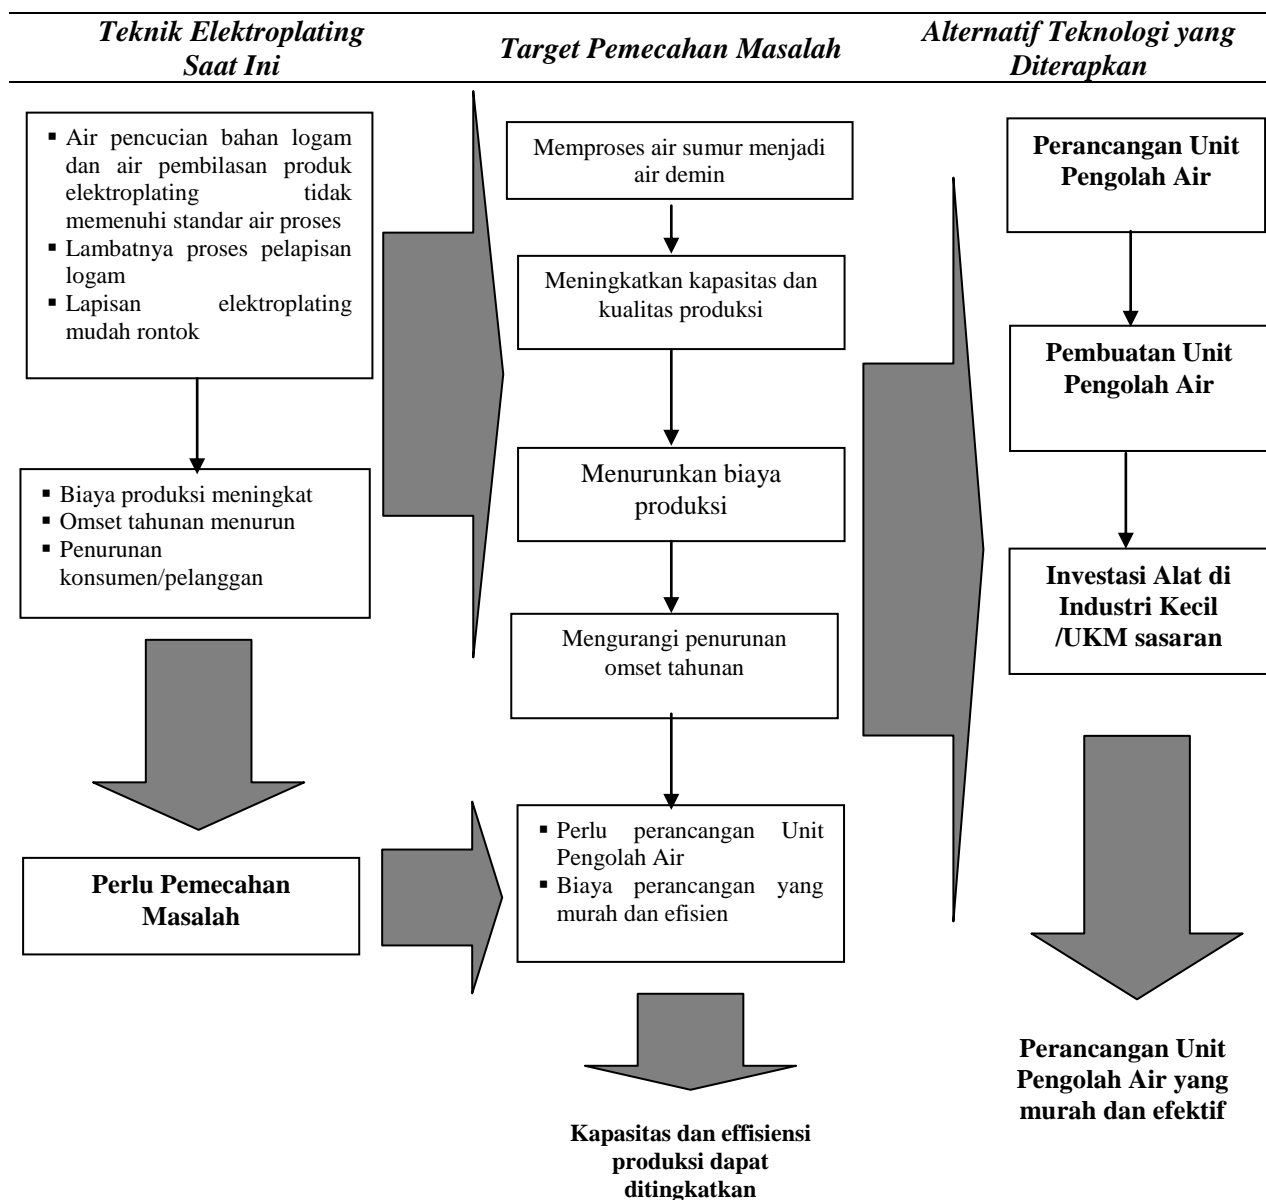 Teknik Elektroplating
Saat Ini
Target Pemecahan Masalah
Alternatif Teknologi yang
Diterapkan
▪ Air pencucian bahan logam
dan air pembilasan produk
elektroplating tidak
memenuhi standar air proses
▪ Lambatnya proses pelapisan
logam
▪ Lapisan elektroplating
mudah rontok
▪ Biaya produksi meningkat
▪ Omset tahunan menurun
▪ Penurunan
konsumen/pelanggan
Perlu Pemecahan
Masalah
Memproses air sumur menjadi
air demin
Meningkatkan kapasitas dan
kualitas produksi
Menurunkan biaya
produksi
Mengurangi penurunan
omset tahunan
▪ Perlu perancangan Unit
Pengolah Air
▪ Biaya perancangan yang
murah dan efisien
Kapasitas dan effisiensi
produksi dapat
ditingkatkan
Perancangan Unit
Pengolah Air
Pembuatan Unit
Pengolah Air
Investasi Alat di
Industri Kecil
/UKM sasaran
Perancangan Unit
Pengolah Air yang
murah dan efektif